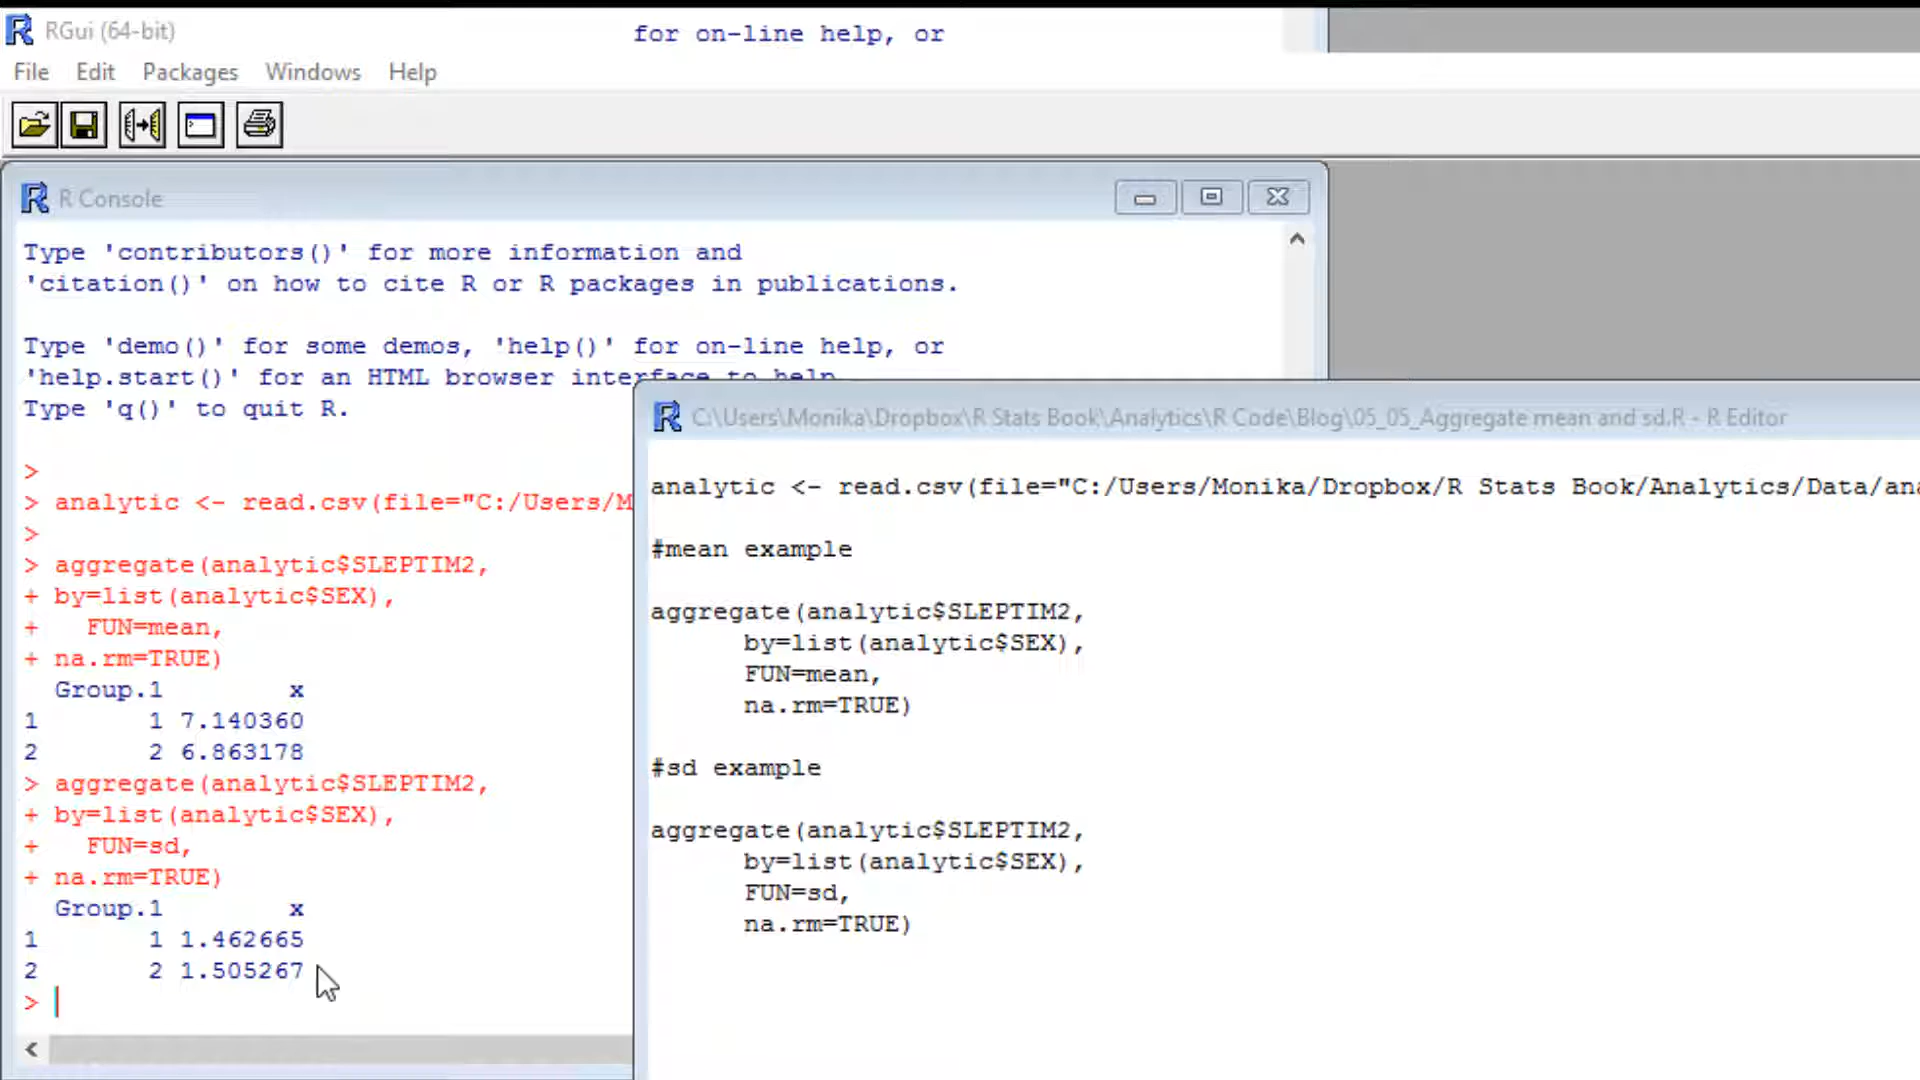 RGui (64-bit)
for on-line help, or
File Edit Packages Windows Help
R Console
Type 'contributors()' for more information and
'citation()' on how to cite R or R packages in publications.
Type 'demo()' for some demos, 'help()' for on-line help, or
'help.start()' for an HTML browser interface to help.
Type 'q()' to quit R.
>
> analytic <- read.csv(file="C:/Users/M
>
> aggregate(analytic$SLEPTIM2,
+ by=list(analytic$SEX),
+   FUN=mean,
+ na.rm=TRUE)
  Group.1        x
1       1 7.140360
2       2 6.863178
> aggregate(analytic$SLEPTIM2,
+ by=list(analytic$SEX),
+   FUN=sd,
+ na.rm=TRUE)
  Group.1        x
1       1 1.462665
2       2 1.505267
>
C:\Users\Monika\Dropbox\R Stats Book\Analytics\R Code\Blog\05_05_Aggregate mean and sd.R - R Editor
analytic <- read.csv(file="C:/Users/Monika/Dropbox/R Stats Book/Analytics/Data/ana
#mean example
aggregate(analytic$SLEPTIM2,
      by=list(analytic$SEX),
      FUN=mean,
      na.rm=TRUE)
#sd example
aggregate(analytic$SLEPTIM2,
      by=list(analytic$SEX),
      FUN=sd,
      na.rm=TRUE)